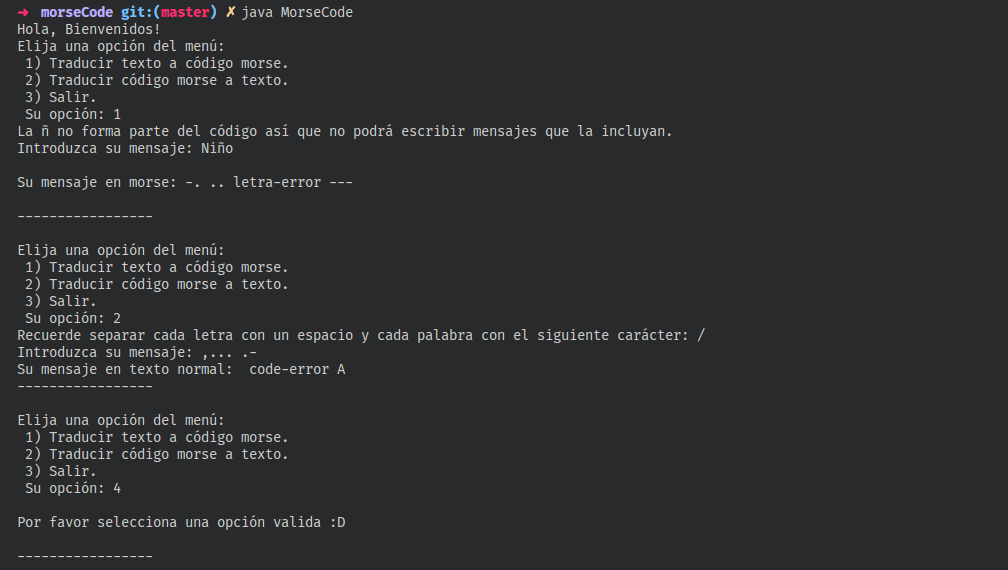 ➜ morseCode git:(master) ✗ java MorseCode
Hola, Bienvenidos!
Elija una opción del menú:
1) Traducir texto a código morse.
2) Traducir código morse a texto.
3) Salir.
Su opción: 1
La ñ no forma parte del código así que no podrá escribir mensajes que la incluyan.
Introduzca su mensaje: Niño
Su mensaje en morse: -. .. letra-error ---
-----------------
Elija una opción del menú:
1) Traducir texto a código morse.
2) Traducir código morse a texto.
3) Salir.
Su opción: 2
Recuerde separar cada letra con un espacio y cada palabra con el siguiente carácter: /
Introduzca su mensaje: ,... .-
Su mensaje en texto normal:  code-error A
-----------------
Elija una opción del menú:
1) Traducir texto a código morse.
2) Traducir código morse a texto.
3) Salir.
Su opción: 4
Por favor selecciona una opción valida :D
-----------------